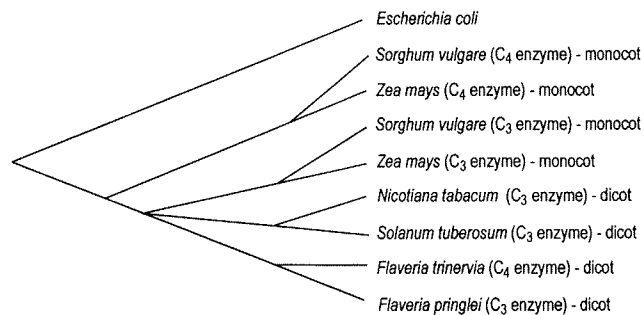 Escherichia coli
Sorghum vulgare (C₄ enzyme) - monocot
Zea mays (C₄ enzyme) - monocot
Sorghum vulgare (C₃ enzyme) - monocot
Zea mays (C₃ enzyme) - monocot
Nicotiana tabacum (C₃ enzyme) - dicot
Solanum tuberosum (C₃ enzyme) - dicot
Flaveria trinervia (C₄ enzyme) - dicot
Flaveria pringlei (C₃ enzyme) - dicot